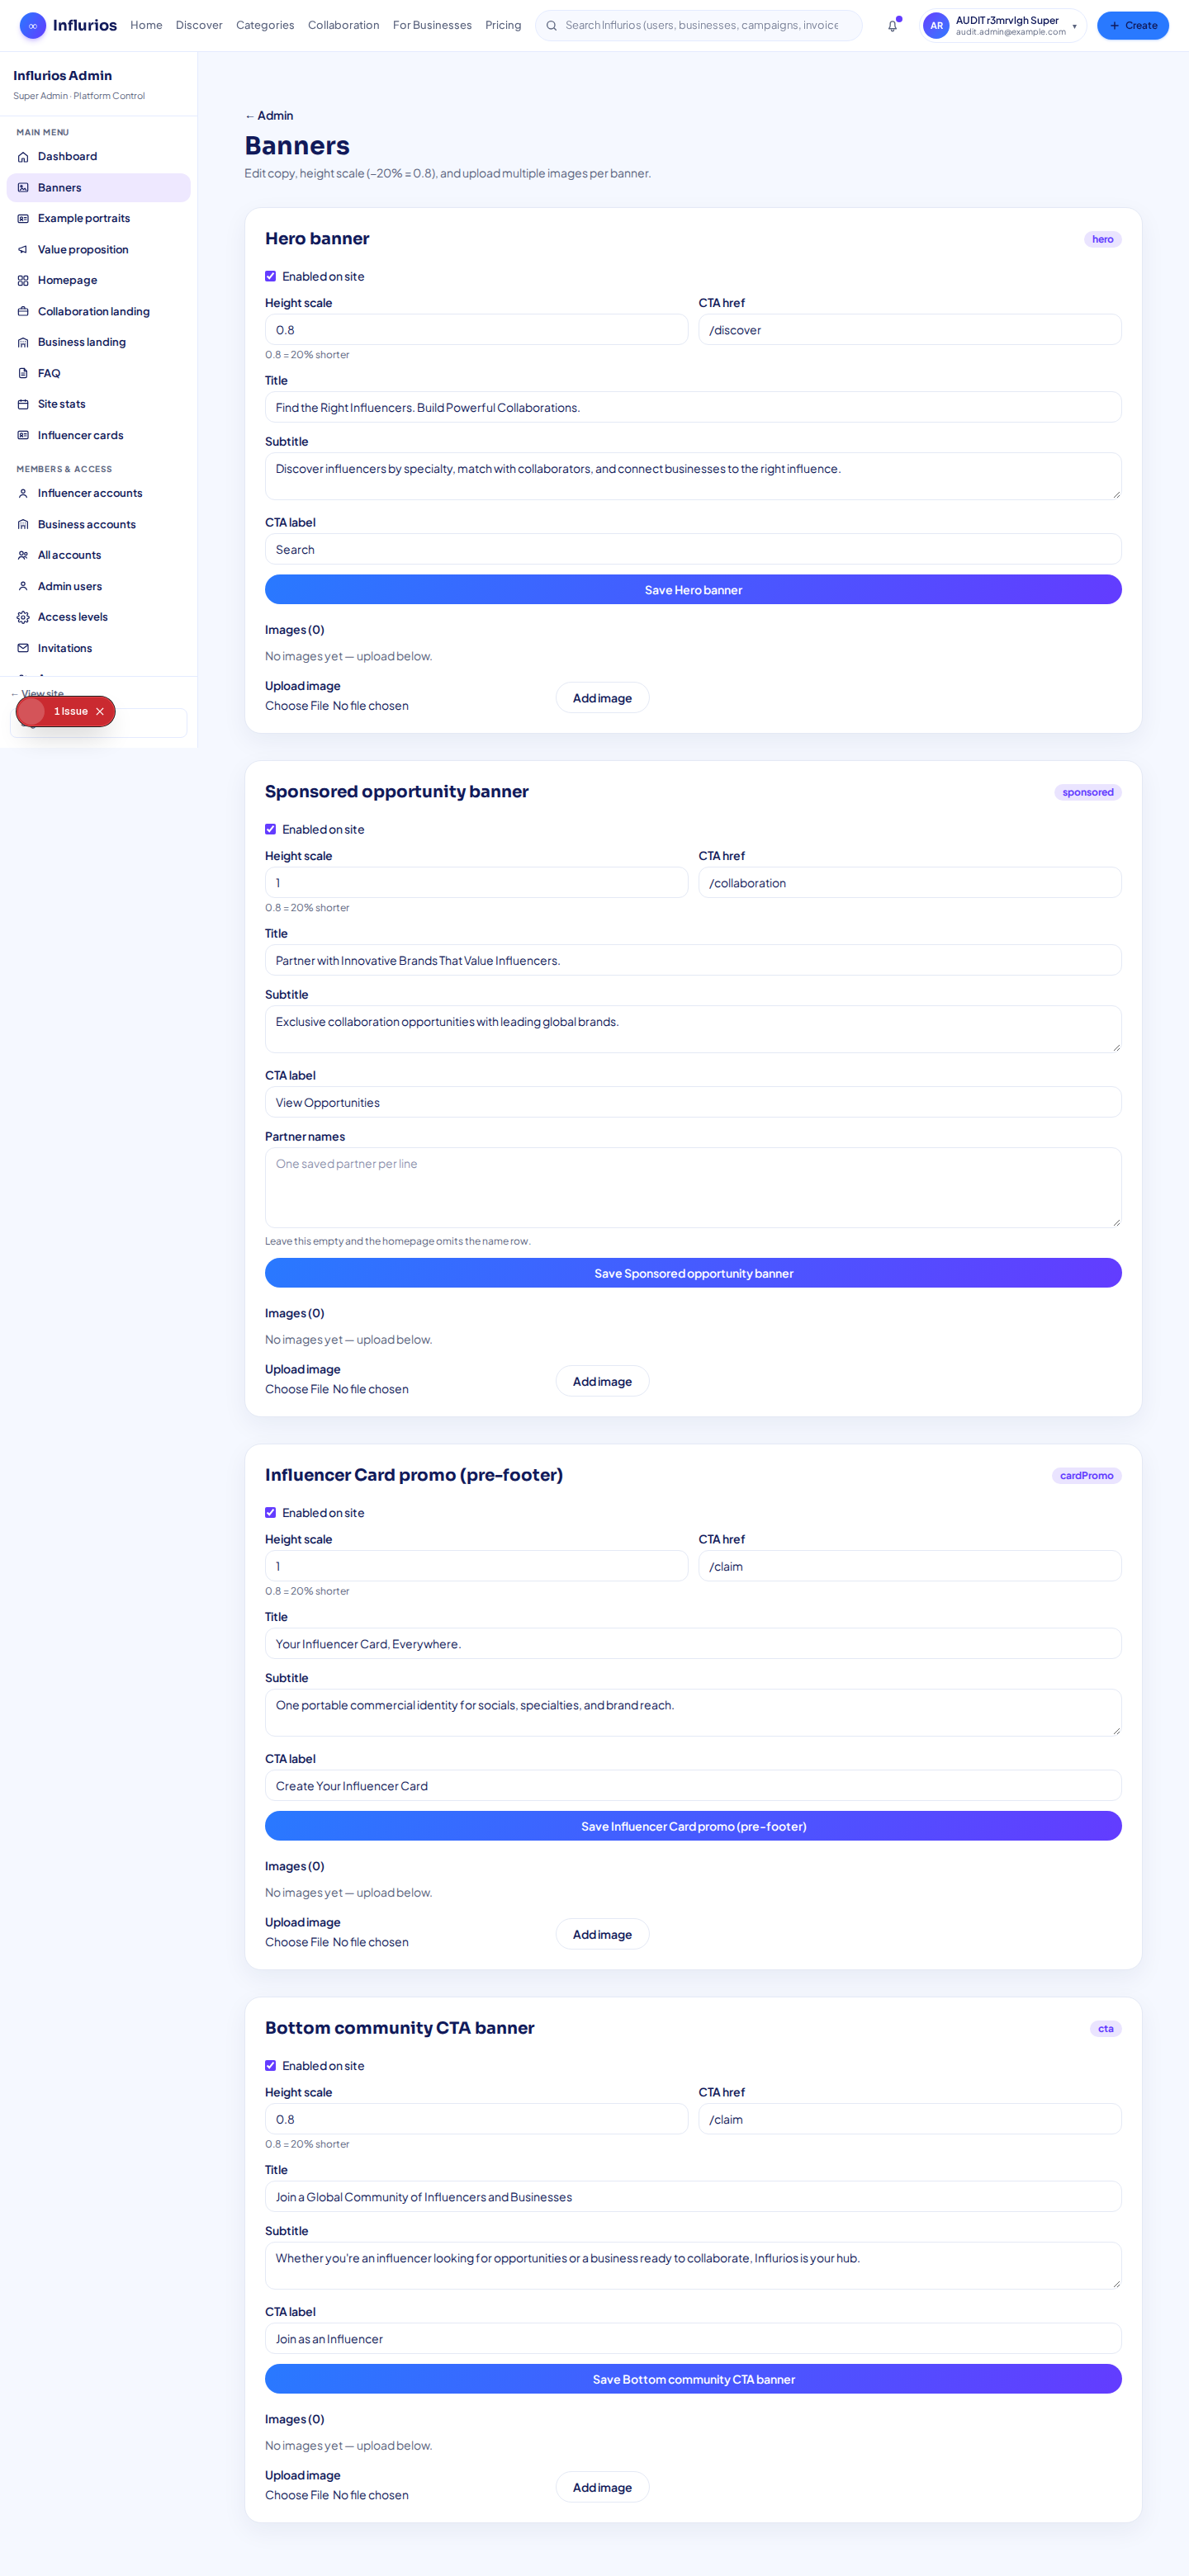 ∞ Influrios Home Discover Categories Collaboration For Businesses Pricing Search Influrios (users, businesses, campaigns, invoice AR AUDIT r3mrvlgh Super ▾ + Create
audit.admin@example.com
Influrios Admin
Super Admin · Platform Control
MAIN MENU
Dashboard
Banners
Example portraits
Value proposition
Homepage
Collaboration landing
Business landing
FAQ
Site stats
Influencer cards
MEMBERS & ACCESS
Influencer accounts
Business accounts
All accounts
Admin users
Access levels
Invitations
← View site
1 Issue ×
← Admin
Banners
Edit copy, height scale (−20% = 0.8), and upload multiple images per banner.
Hero banner hero
Enabled on site
Height scale CTA href
0.8 /discover
0.8 = 20% shorter
Title
Find the Right Influencers. Build Powerful Collaborations.
Subtitle
Discover influencers by specialty, match with collaborators, and connect businesses to the right influence.
CTA label
Search
Save Hero banner
Images (0)
No images yet — upload below.
Upload image
Choose File No file chosen Add image
Sponsored opportunity banner sponsored
Enabled on site
Height scale CTA href
1 /collaboration
0.8 = 20% shorter
Title
Partner with Innovative Brands That Value Influencers.
Subtitle
Exclusive collaboration opportunities with leading global brands.
CTA label
View Opportunities
Partner names
One saved partner per line
Leave this empty and the homepage omits the name row.
Save Sponsored opportunity banner
Images (0)
No images yet — upload below.
Upload image
Choose File No file chosen Add image
Influencer Card promo (pre-footer) cardPromo
Enabled on site
Height scale CTA href
1 /claim
0.8 = 20% shorter
Title
Your Influencer Card, Everywhere.
Subtitle
One portable commercial identity for socials, specialties, and brand reach.
CTA label
Create Your Influencer Card
Save Influencer Card promo (pre-footer)
Images (0)
No images yet — upload below.
Upload image
Choose File No file chosen Add image
Bottom community CTA banner cta
Enabled on site
Height scale CTA href
0.8 /claim
0.8 = 20% shorter
Title
Join a Global Community of Influencers and Businesses
Subtitle
Whether you're an influencer looking for opportunities or a business ready to collaborate, Influrios is your hub.
CTA label
Join as an Influencer
Save Bottom community CTA banner
Images (0)
No images yet — upload below.
Upload image
Choose File No file chosen Add image